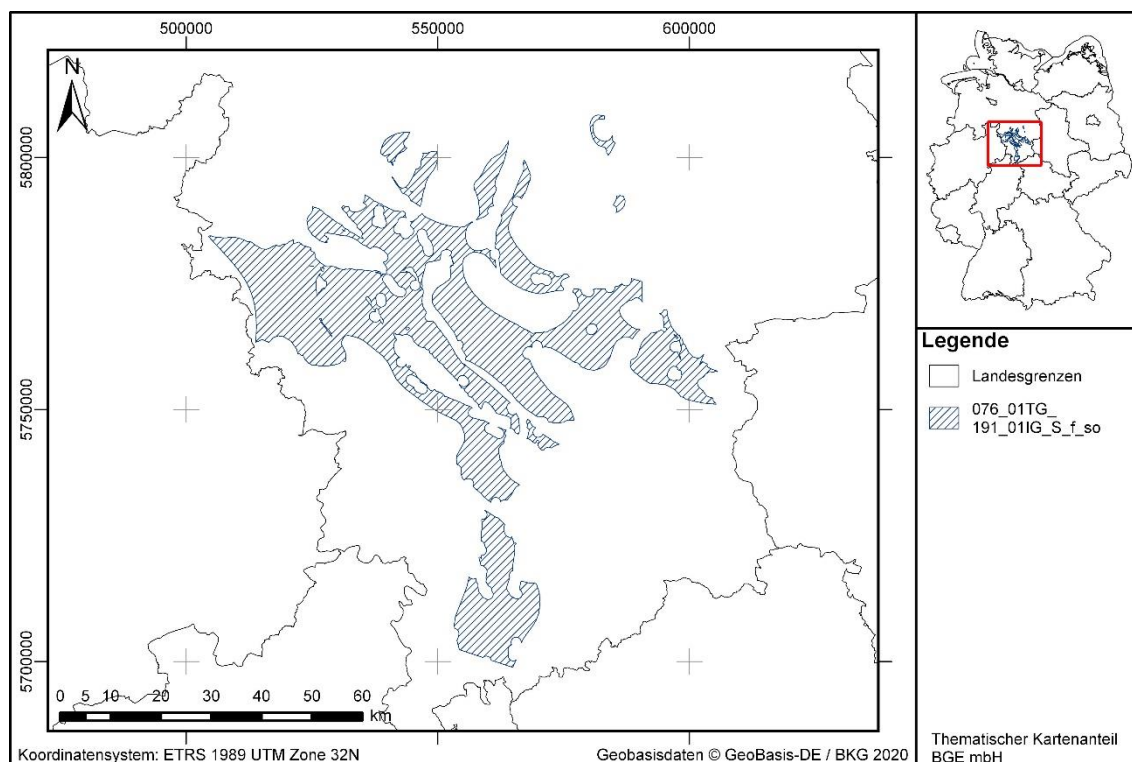 500000 550000 600000
N
5800000
5750000
5700000
0 5 10 20 30 40 50 60
km
Koordinatensystem: ETRS 1989 UTM Zone 32N
Geobasisdaten © GeoBasis-DE / BKG 2020
Legende
Landesgrenzen
076_01TG_
191_01IG_S_f_so
Thematischer Kartenanteil
BGE mbH